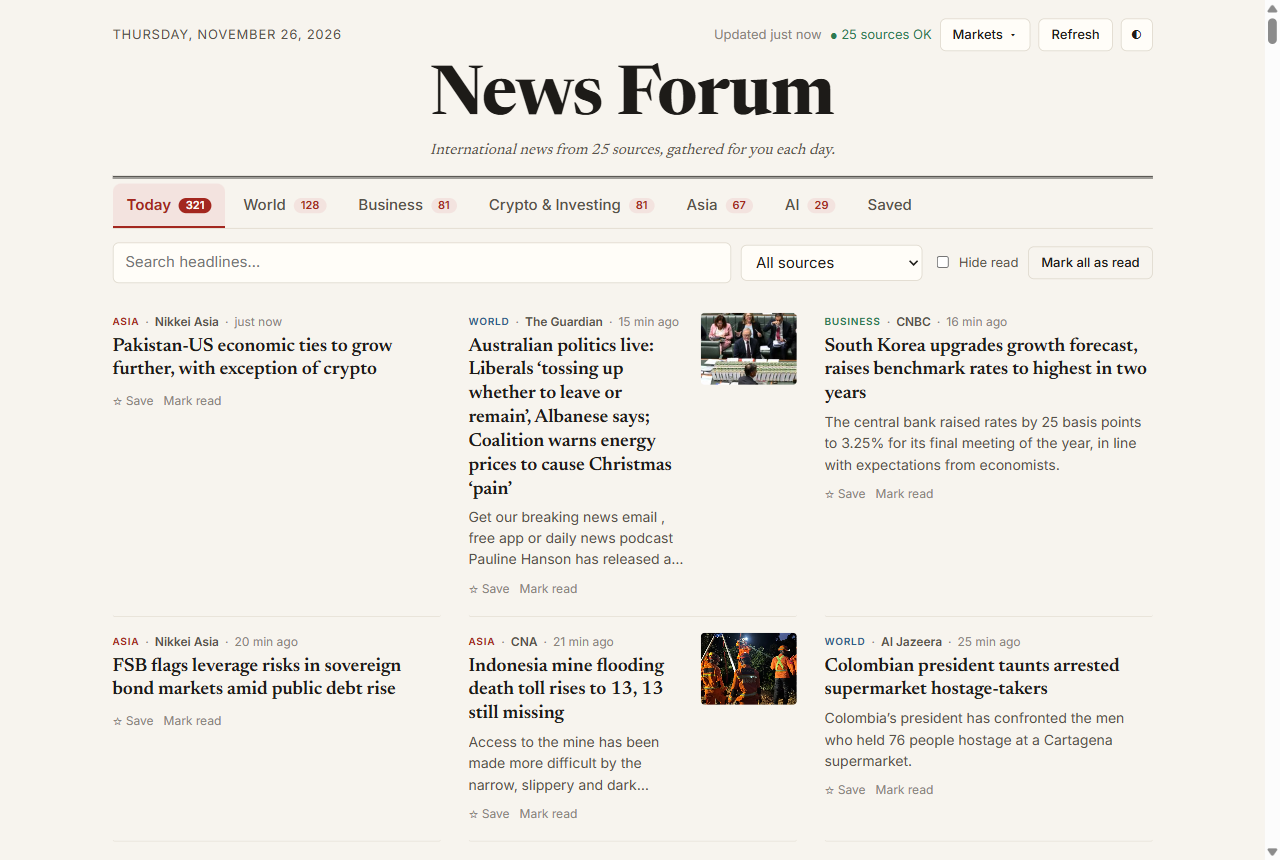 THURSDAY, NOVEMBER 26, 2026
Updated just now ● 25 sources OK
Markets
Refresh
News Forum
International news from 25 sources, gathered for you each day.
Today 321
World 128
Business 81
Crypto & Investing 81
Asia 67
AI 29
Saved
Search headlines...
All sources
Hide read
Mark all as read
ASIA · Nikkei Asia · just now
Pakistan-US economic ties to grow
further, with exception of crypto
☆ Save Mark read
WORLD · The Guardian · 15 min ago
Australian politics live:
Liberals ‘tossing up
whether to leave or
remain’, Albanese says;
Coalition warns energy
prices to cause Christmas
‘pain’
Get our breaking news email ,
free app or daily news podcast
Pauline Hanson has released a...
☆ Save Mark read
BUSINESS · CNBC · 16 min ago
South Korea upgrades growth forecast,
raises benchmark rates to highest in two
years
The central bank raised rates by 25 basis points
to 3.25% for its final meeting of the year, in line
with expectations from economists.
☆ Save Mark read
ASIA · Nikkei Asia · 20 min ago
FSB flags leverage risks in sovereign
bond markets amid public debt rise
☆ Save Mark read
ASIA · CNA · 21 min ago
Indonesia mine flooding
death toll rises to 13, 13
still missing
Access to the mine has been
made more difficult by the
narrow, slippery and dark...
☆ Save Mark read
WORLD · Al Jazeera · 25 min ago
Colombian president taunts arrested
supermarket hostage-takers
Colombia’s president has confronted the men
who held 76 people hostage at a Cartagena
supermarket.
☆ Save Mark read